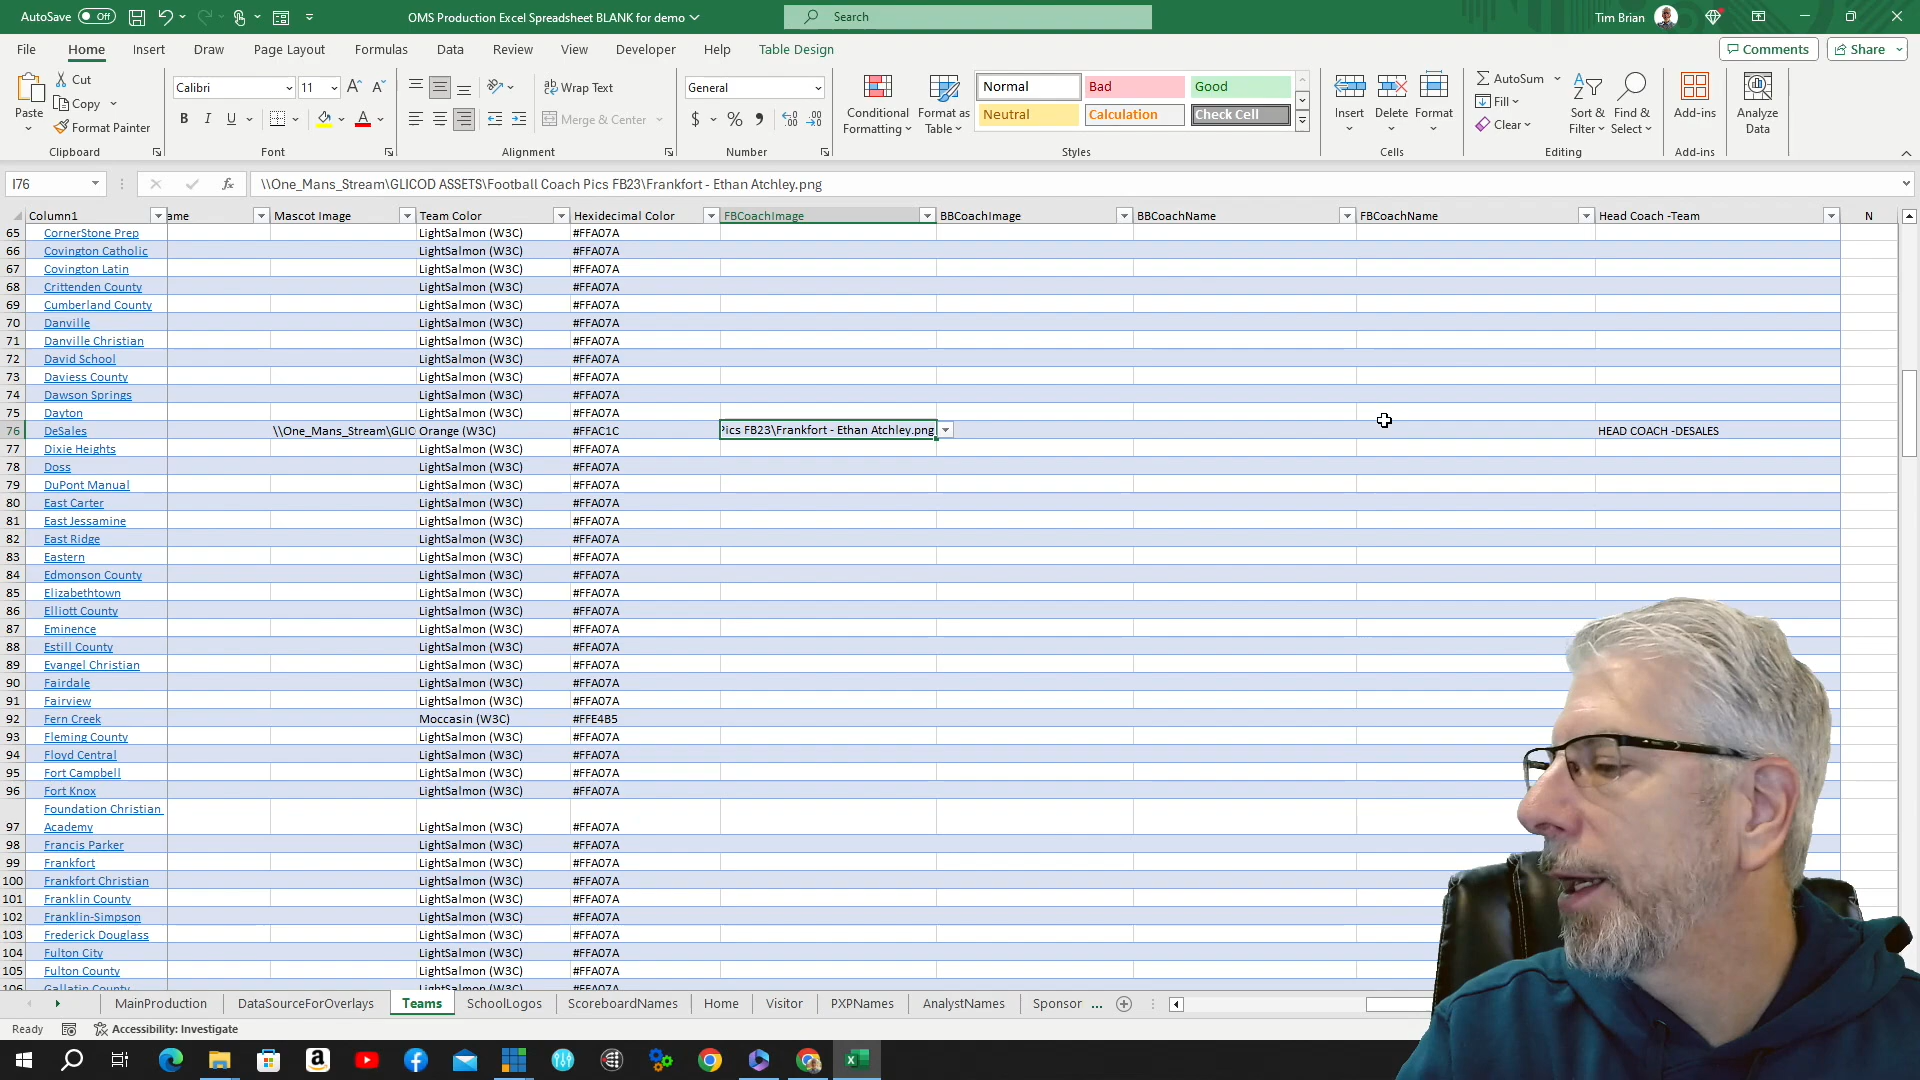 AutoSave Off OMS Production Excel Spreadsheet BLANK for demo Search Tim Brian
File Home Insert Draw Page Layout Formulas Data Review View Developer Help Table Design Comments Share
Paste Cut Copy Format Painter Clipboard
Calibri 11 B I U A Font
Wrap Text Merge & Center Alignment
General $ % Number
Conditional Formatting Format as Table Normal Bad Good Neutral Calculation Check Cell Styles
Insert Delete Format Cells
AutoSum Fill Clear Sort & Filter Find & Select Editing
Add-ins Add-ins Analyze Data
I76 fx \\One_Mans_Stream\GLICOD ASSETS\Football Coach Pics FB23\Frankfort - Ethan Atchley.png
Column1 ame Mascot Image Team Color Hexidecimal Color FBCoachImage BBCoachImage BBCoachName FBCoachName Head Coach -Team N
65 CornerStone Prep LightSalmon (W3C) #FFA07A
66 Covington Catholic LightSalmon (W3C) #FFA07A
67 Covington Latin LightSalmon (W3C) #FFA07A
68 Crittenden County LightSalmon (W3C) #FFA07A
69 Cumberland County LightSalmon (W3C) #FFA07A
70 Danville LightSalmon (W3C) #FFA07A
71 Danville Christian LightSalmon (W3C) #FFA07A
72 David School LightSalmon (W3C) #FFA07A
73 Daviess County LightSalmon (W3C) #FFA07A
74 Dawson Springs LightSalmon (W3C) #FFA07A
75 Dayton LightSalmon (W3C) #FFA07A
76 DeSales \\One_Mans_Stream\GLIC Orange (W3C) #FFAC1C Pics FB23\Frankfort - Ethan Atchley.png HEAD COACH -DESALES
77 Dixie Heights LightSalmon (W3C) #FFA07A
78 Doss LightSalmon (W3C) #FFA07A
79 DuPont Manual LightSalmon (W3C) #FFA07A
80 East Carter LightSalmon (W3C) #FFA07A
81 East Jessamine LightSalmon (W3C) #FFA07A
82 East Ridge LightSalmon (W3C) #FFA07A
83 Eastern LightSalmon (W3C) #FFA07A
84 Edmonson County LightSalmon (W3C) #FFA07A
85 Elizabethtown LightSalmon (W3C) #FFA07A
86 Elliott County LightSalmon (W3C) #FFA07A
87 Eminence LightSalmon (W3C) #FFA07A
88 Estill County LightSalmon (W3C) #FFA07A
89 Evangel Christian LightSalmon (W3C) #FFA07A
90 Fairdale LightSalmon (W3C) #FFA07A
91 Fairview LightSalmon (W3C) #FFA07A
92 Fern Creek Moccasin (W3C) #FFE4B5
93 Fleming County LightSalmon (W3C) #FFA07A
94 Floyd Central LightSalmon (W3C) #FFA07A
95 Fort Campbell LightSalmon (W3C) #FFA07A
96 Fort Knox LightSalmon (W3C) #FFA07A
Foundation Christian
97 Academy LightSalmon (W3C) #FFA07A
98 Francis Parker LightSalmon (W3C) #FFA07A
99 Frankfort LightSalmon (W3C) #FFA07A
100 Frankfort Christian LightSalmon (W3C) #FFA07A
101 Franklin County LightSalmon (W3C) #FFA07A
102 Franklin-Simpson LightSalmon (W3C) #FFA07A
103 Frederick Douglass LightSalmon (W3C) #FFA07A
104 Fulton City LightSalmon (W3C) #FFA07A
105 Fulton County LightSalmon (W3C) #FFA07A
106 Gallatin County LightSalmon (W3C) #FFA07A
MainProduction DataSourceForOverlays Teams SchoolLogos ScoreboardNames Home Visitor PXPNames AnalystNames Sponsor ...
Ready Accessibility: Investigate